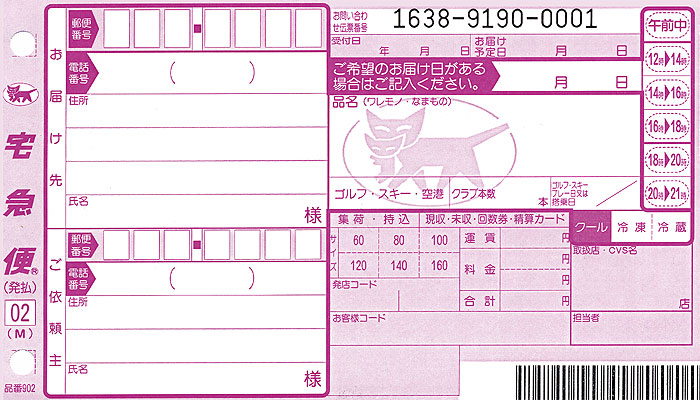 宅急便®
(発払)
02
(M)
品番902
お届け先
郵便番号
電話番号
( )
住所
氏名
様
ご依頼主
郵便番号
電話番号
( )
住所
氏名
様
お問い合わせ伝票番号
1638-9190-0001
受付日 年 月 日
お届け予定日 月 日
ご希望のお届け日がある
場合はご記入ください。
月 日
品名(ワレモノ・なまもの)
ゴルフ・スキー・空港
クラブ本数
本
ゴルフ・スキー
プレー日又は
搭乗日
午前中
12時▶14時
14時▶16時
16時▶18時
18時▶20時
20時▶21時
クール 冷凍 冷蔵
集荷・持込
現収・未収・回数券・精算カード
サイズ
60 80 100
120 140 160
運賃 円
料金 円
円
合計 円
発店コード
お客様コード
取扱店・CVS名
店
担当者